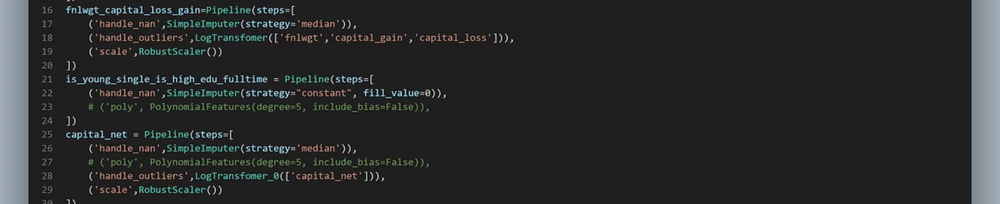 16 fnlwgt_capital_loss_gain=Pipeline(steps=[
17     ('handle_nan',SimpleImputer(strategy='median')),
18     ('handle_outliers',LogTransfomer(['fnlwgt','capital_gain','capital_loss'])),
19     ('scale',RobustScaler())
20 ])
21 is_young_single_is_high_edu_fulltime = Pipeline(steps=[
22     ('handle_nan',SimpleImputer(strategy="constant", fill_value=0)),
23     # ('poly', PolynomialFeatures(degree=5, include_bias=False)),
24 ])
25 capital_net = Pipeline(steps=[
26     ('handle_nan',SimpleImputer(strategy='median')),
27     # ('poly', PolynomialFeatures(degree=5, include_bias=False)),
28     ('handle_outliers',LogTransfomer_0(['capital_net'])),
29     ('scale',RobustScaler())
30 ])